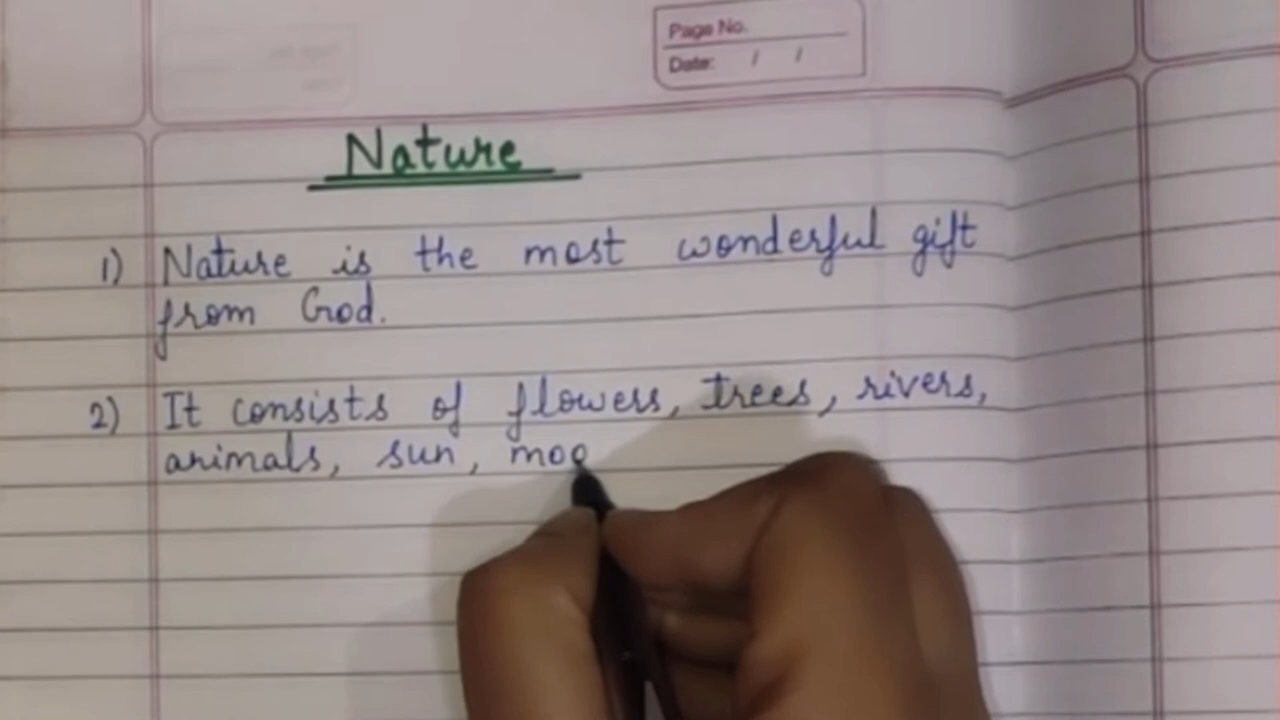 Page No.
Date: / /
Nature
1) Nature is the most wonderful gift
from God.
2) It consists of flowers, trees, rivers,
animals, sun, moo